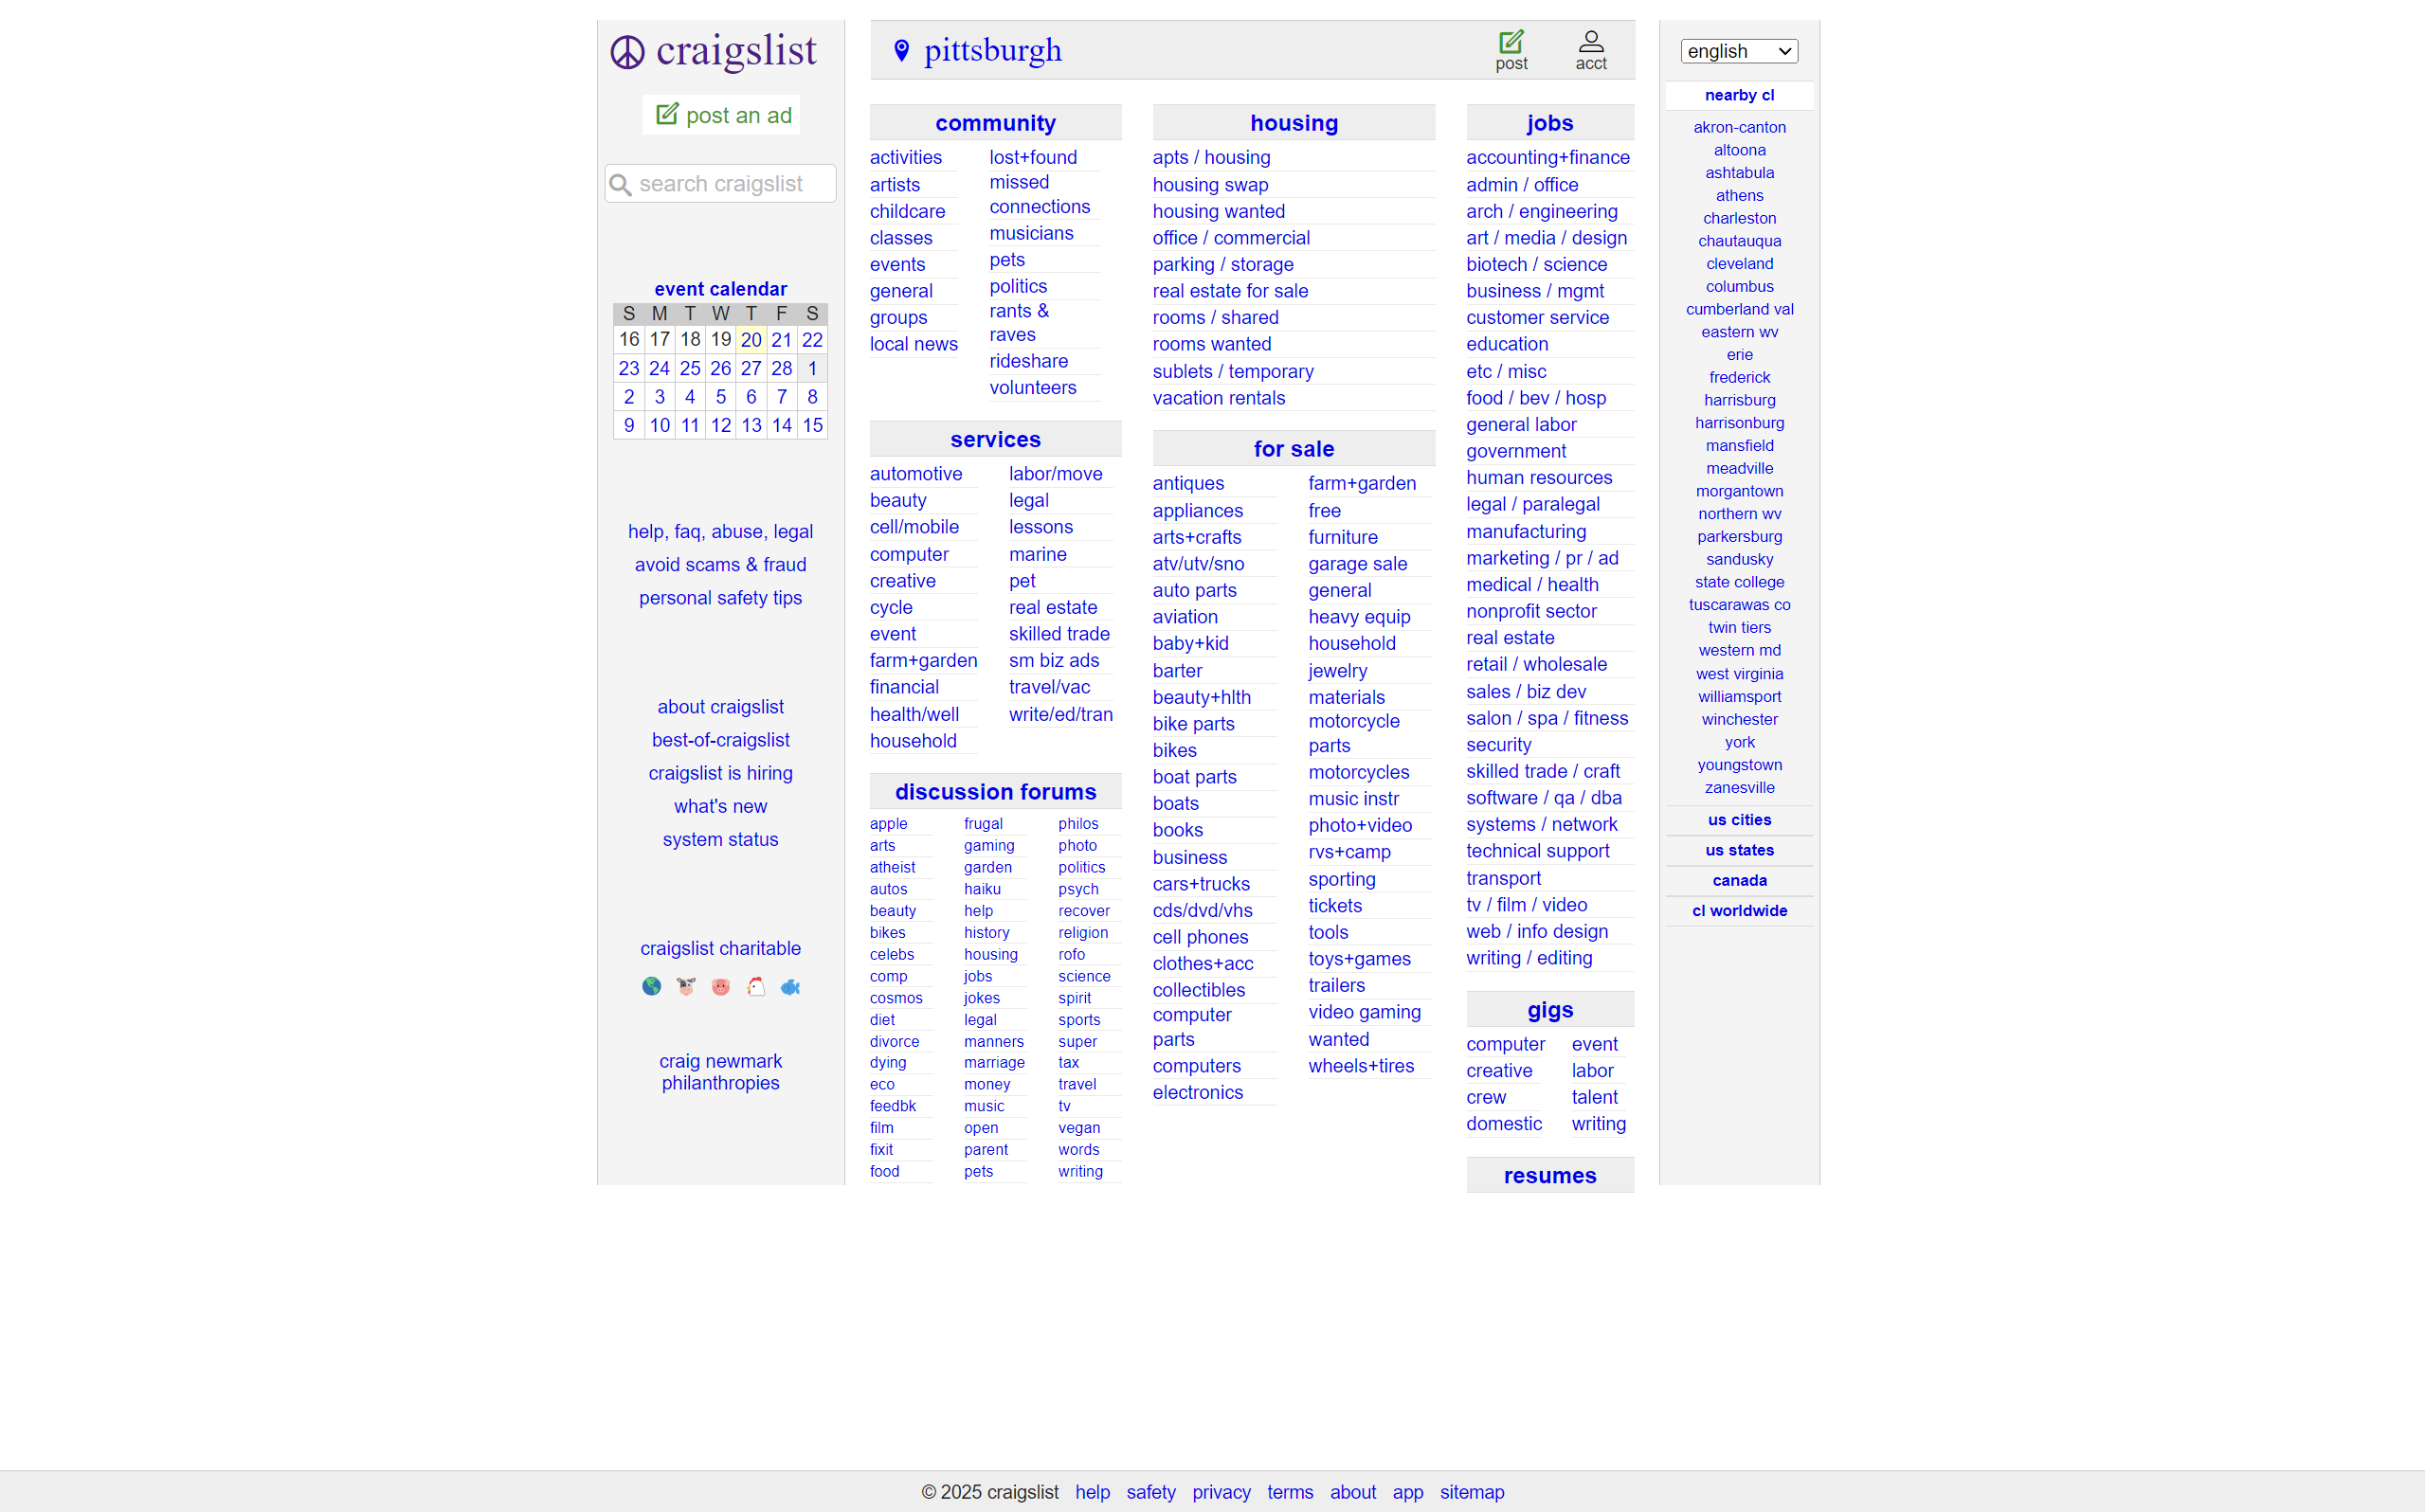 craigslist
post an ad
search craigslist
event calendar
S M T W T F S
16 17 18 19 20 21 22
23 24 25 26 27 28 1
2 3 4 5 6 7 8
9 10 11 12 13 14 15
help, faq, abuse, legal
avoid scams & fraud
personal safety tips
about craigslist
best-of-craigslist
craigslist is hiring
what's new
system status
craigslist charitable
craig newmark
philanthropies
pittsburgh
post
acct
community
activities
artists
childcare
classes
events
general
groups
local news
lost+found
missed
connections
musicians
pets
politics
rants &
raves
rideshare
volunteers
services
automotive
beauty
cell/mobile
computer
creative
cycle
event
farm+garden
financial
health/well
household
labor/move
legal
lessons
marine
pet
real estate
skilled trade
sm biz ads
travel/vac
write/ed/tran
discussion forums
apple
arts
atheist
autos
beauty
bikes
celebs
comp
cosmos
diet
divorce
dying
eco
feedbk
film
fixit
food
frugal
gaming
garden
haiku
help
history
housing
jobs
jokes
legal
manners
marriage
money
music
open
parent
pets
philos
photo
politics
psych
recover
religion
rofo
science
spirit
sports
super
tax
travel
tv
vegan
words
writing
housing
apts / housing
housing swap
housing wanted
office / commercial
parking / storage
real estate for sale
rooms / shared
rooms wanted
sublets / temporary
vacation rentals
for sale
antiques
appliances
arts+crafts
atv/utv/sno
auto parts
aviation
baby+kid
barter
beauty+hlth
bike parts
bikes
boat parts
boats
books
business
cars+trucks
cds/dvd/vhs
cell phones
clothes+acc
collectibles
computer
parts
computers
electronics
farm+garden
free
furniture
garage sale
general
heavy equip
household
jewelry
materials
motorcycle
parts
motorcycles
music instr
photo+video
rvs+camp
sporting
tickets
tools
toys+games
trailers
video gaming
wanted
wheels+tires
jobs
accounting+finance
admin / office
arch / engineering
art / media / design
biotech / science
business / mgmt
customer service
education
etc / misc
food / bev / hosp
general labor
government
human resources
legal / paralegal
manufacturing
marketing / pr / ad
medical / health
nonprofit sector
real estate
retail / wholesale
sales / biz dev
salon / spa / fitness
security
skilled trade / craft
software / qa / dba
systems / network
technical support
transport
tv / film / video
web / info design
writing / editing
gigs
computer
creative
crew
domestic
event
labor
talent
writing
resumes
english
nearby cl
akron-canton
altoona
ashtabula
athens
charleston
chautauqua
cleveland
columbus
cumberland val
eastern wv
erie
frederick
harrisburg
harrisonburg
mansfield
meadville
morgantown
northern wv
parkersburg
sandusky
state college
tuscarawas co
twin tiers
western md
west virginia
williamsport
winchester
york
youngstown
zanesville
us cities
us states
canada
cl worldwide
© 2025 craigslist help safety privacy terms about app sitemap